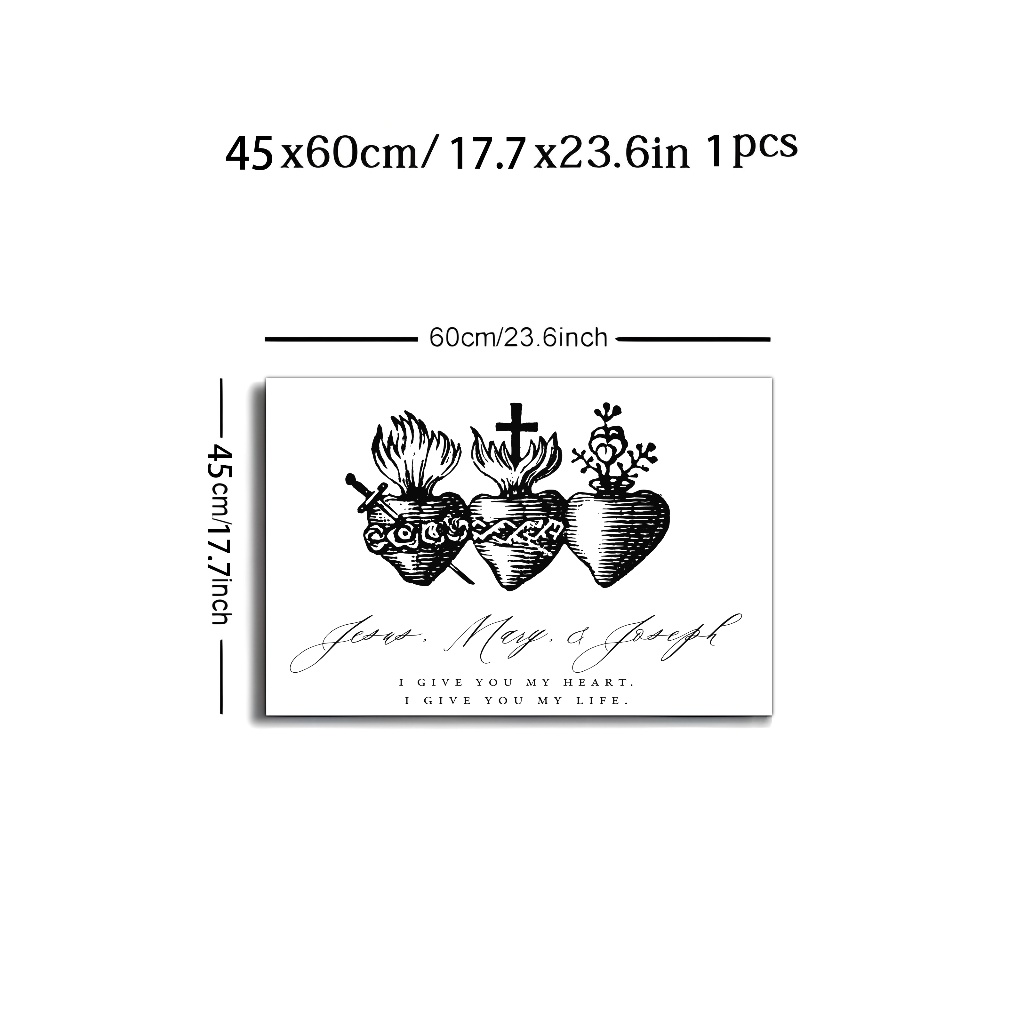 45x60cm/ 17.7x23.6in 1pcs
60cm/23.6inch
45cm/17.7inch
Jesus, Mary, & Joseph
I GIVE YOU MY HEART.
I GIVE YOU MY LIFE.